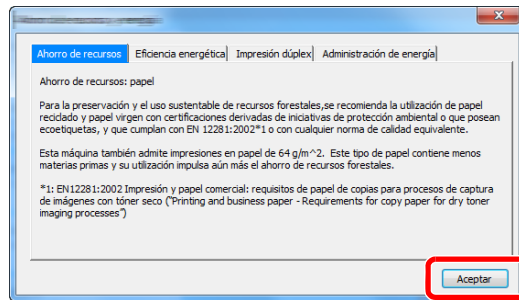 Ahorro de recursos Eficiencia energética Impresión dúplex Administración de energía
Ahorro de recursos: papel
Para la preservación y el uso sustentable de recursos forestales,se recomienda la utilización de papel
reciclado y papel virgen con certificaciones derivadas de iniciativas de protección ambiental o que posean
ecoetiquetas, y que cumplan con EN 12281:2002*1 o con cualquier norma de calidad equivalente.
Esta máquina también admite impresiones en papel de 64 g/m^2. Este tipo de papel contiene menos
materias primas y su utilización impulsa aún más el ahorro de recursos forestales.
*1: EN12281:2002 Impresión y papel comercial: requisitos de papel de copias para procesos de captura
de imágenes con tóner seco ("Printing and business paper - Requirements for copy paper for dry toner
imaging processes")
Aceptar